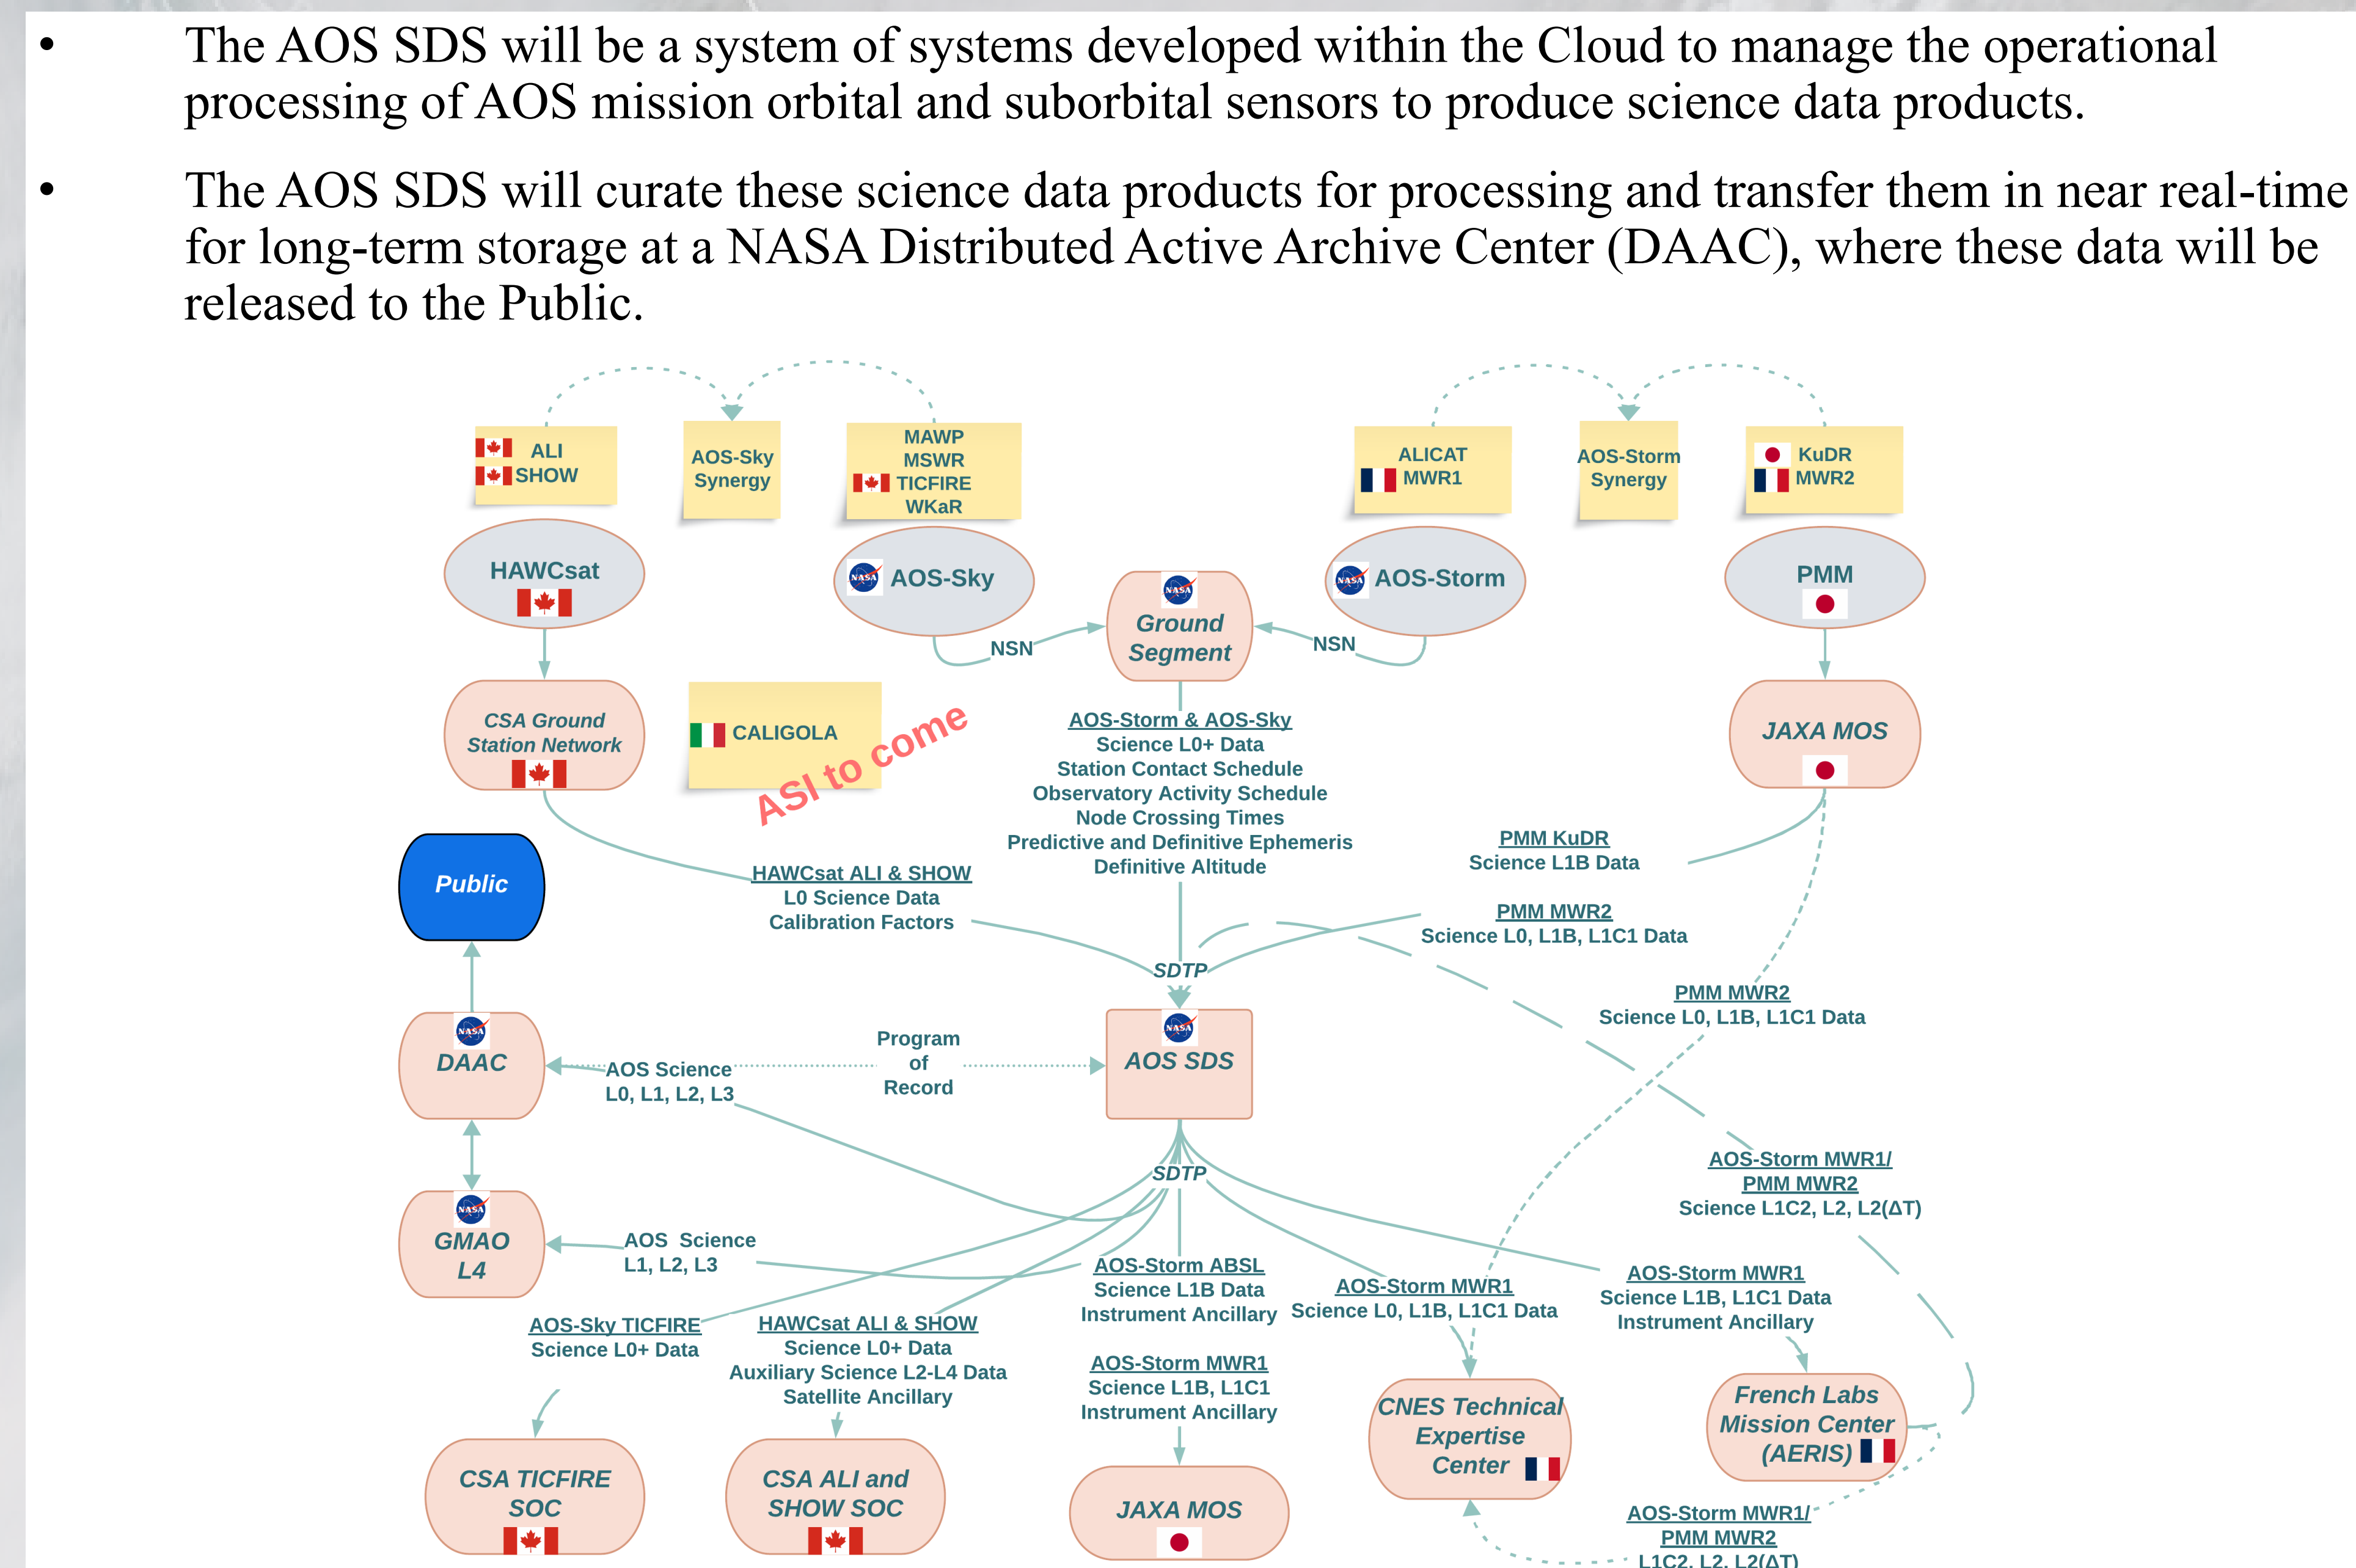 • The AOS SDS will be a system of systems developed within the Cloud to manage the operational
processing of AOS mission orbital and suborbital sensors to produce science data products.
• The AOS SDS will curate these science data products for processing and transfer them in near real-time
for long-term storage at a NASA Distributed Active Archive Center (DAAC), where these data will be
released to the Public.
ALI
SHOW
AOS-Sky
Synergy
MAWP
MSWR
TICFIRE
WKaR
ALICAT
MWR1
AOS-Storm
Synergy
KuDR
MWR2
HAWCsat
NASA
AOS-Sky
NASA
Ground
Segment
NASA
AOS-Storm
PMM
NSN
NSN
CSA Ground
Station Network
CALIGOLA
ASI to come
AOS-Storm & AOS-Sky
Science L0+ Data
Station Contact Schedule
Observatory Activity Schedule
Node Crossing Times
Predictive and Definitive Ephemeris
Definitive Altitude
JAXA MOS
PMM KuDR
Science L1B Data
Public
HAWCsat ALI & SHOW
L0 Science Data
Calibration Factors
PMM MWR2
Science L0, L1B, L1C1 Data
SDTP
PMM MWR2
Science L0, L1B, L1C1 Data
NASA
DAAC
AOS Science
L0, L1, L2, L3
Program
of
Record
NASA
AOS SDS
SDTP
AOS-Storm MWR1/
PMM MWR2
Science L1C2, L2, L2(ΔT)
NASA
GMAO
L4
AOS Science
L1, L2, L3
AOS-Storm ABSL
Science L1B Data
Instrument Ancillary
AOS-Storm MWR1
Science L0, L1B, L1C1 Data
AOS-Storm MWR1
Science L1B, L1C1 Data
Instrument Ancillary
AOS-Sky TICFIRE
Science L0+ Data
HAWCsat ALI & SHOW
Science L0+ Data
Auxiliary Science L2-L4 Data
Satellite Ancillary
AOS-Storm MWR1
Science L1B, L1C1
Instrument Ancillary
CNES Technical
Expertise
Center
French Labs
Mission Center
(AERIS)
CSA TICFIRE
SOC
CSA ALI and
SHOW SOC
JAXA MOS
AOS-Storm MWR1/
PMM MWR2
L1C2, L2, L2(ΔT)